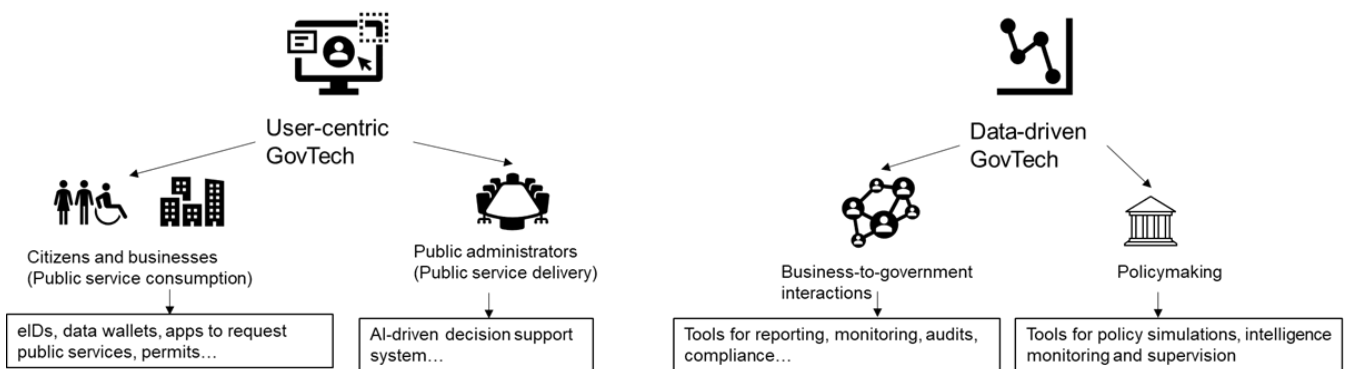 User-centric
GovTech
Citizens and businesses
(Public service consumption)
eIDs, data wallets, apps to request
public services, permits…
Public administrators
(Public service delivery)
AI-driven decision support
system…
Data-driven
GovTech
Business-to-government
interactions
Tools for reporting, monitoring, audits,
compliance…
Policymaking
Tools for policy simulations, intelligence
monitoring and supervision